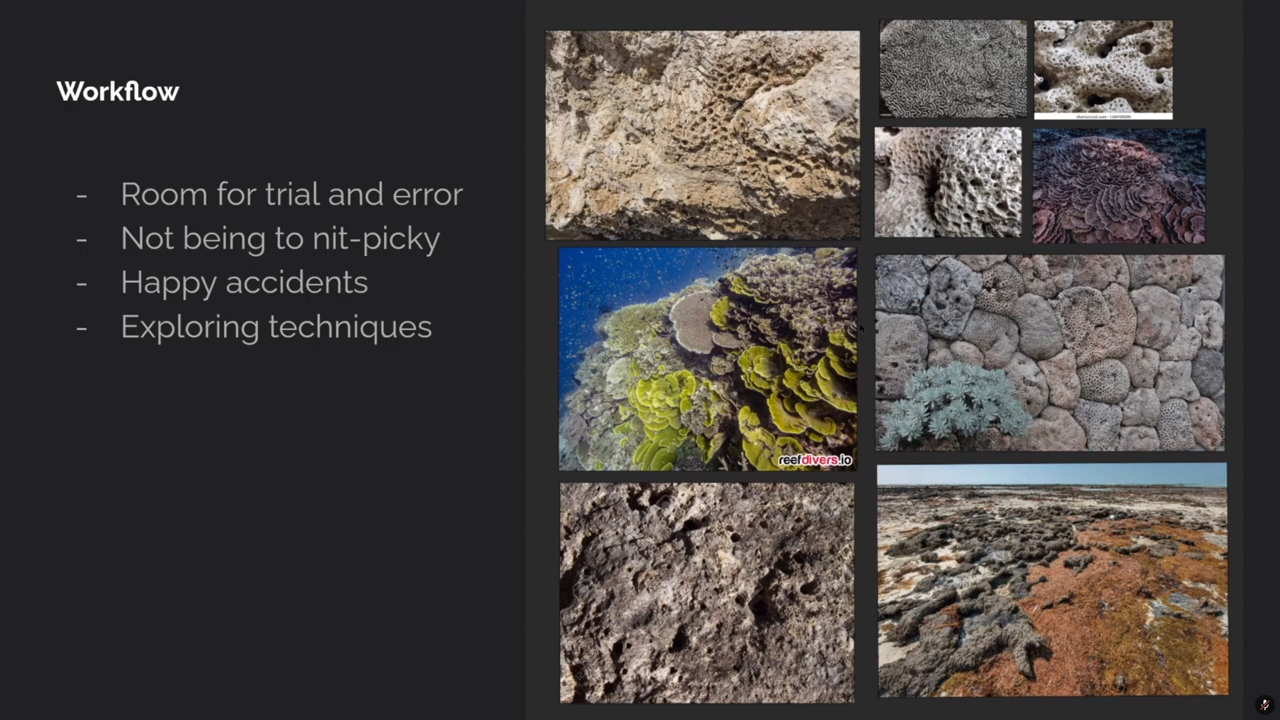 Workflow
- Room for trial and error
- Not being to nit-picky
- Happy accidents
- Exploring techniques
reefdivers.io